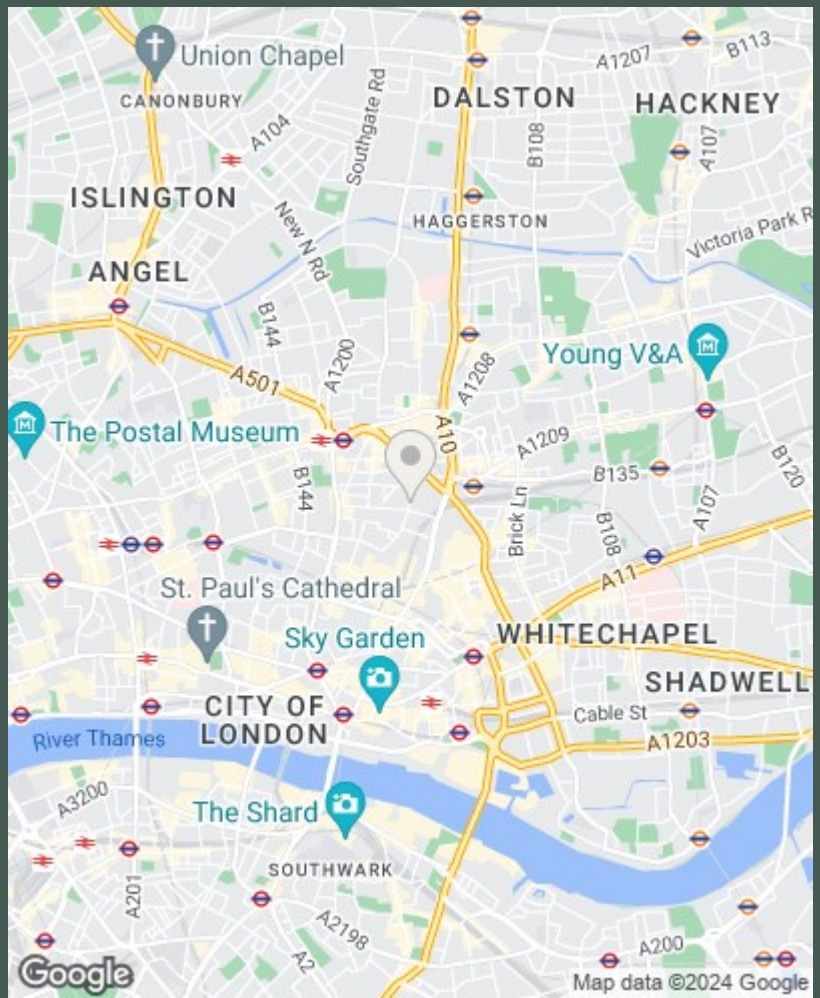 Union Chapel
CANONBURY
A104
Southgate Rd
A1207
B113
DALSTON
HACKNEY
B108
A107
ISLINGTON
New N Rd
HAGGERSTON
Victoria Park R
ANGEL
B144
A1200
A501
A1208
Young V&A
The Postal Museum
A10
A1209
B144
B135
B120
Brick Ln
B108
A107
A11
St. Paul's Cathedral
Sky Garden
WHITECHAPEL
SHADWELL
CITY OF
LONDON
Cable St
River Thames
A1203
A3200
The Shard
SOUTHWARK
A201
A2198
A2
A200
Google
Map data ©2024 Google